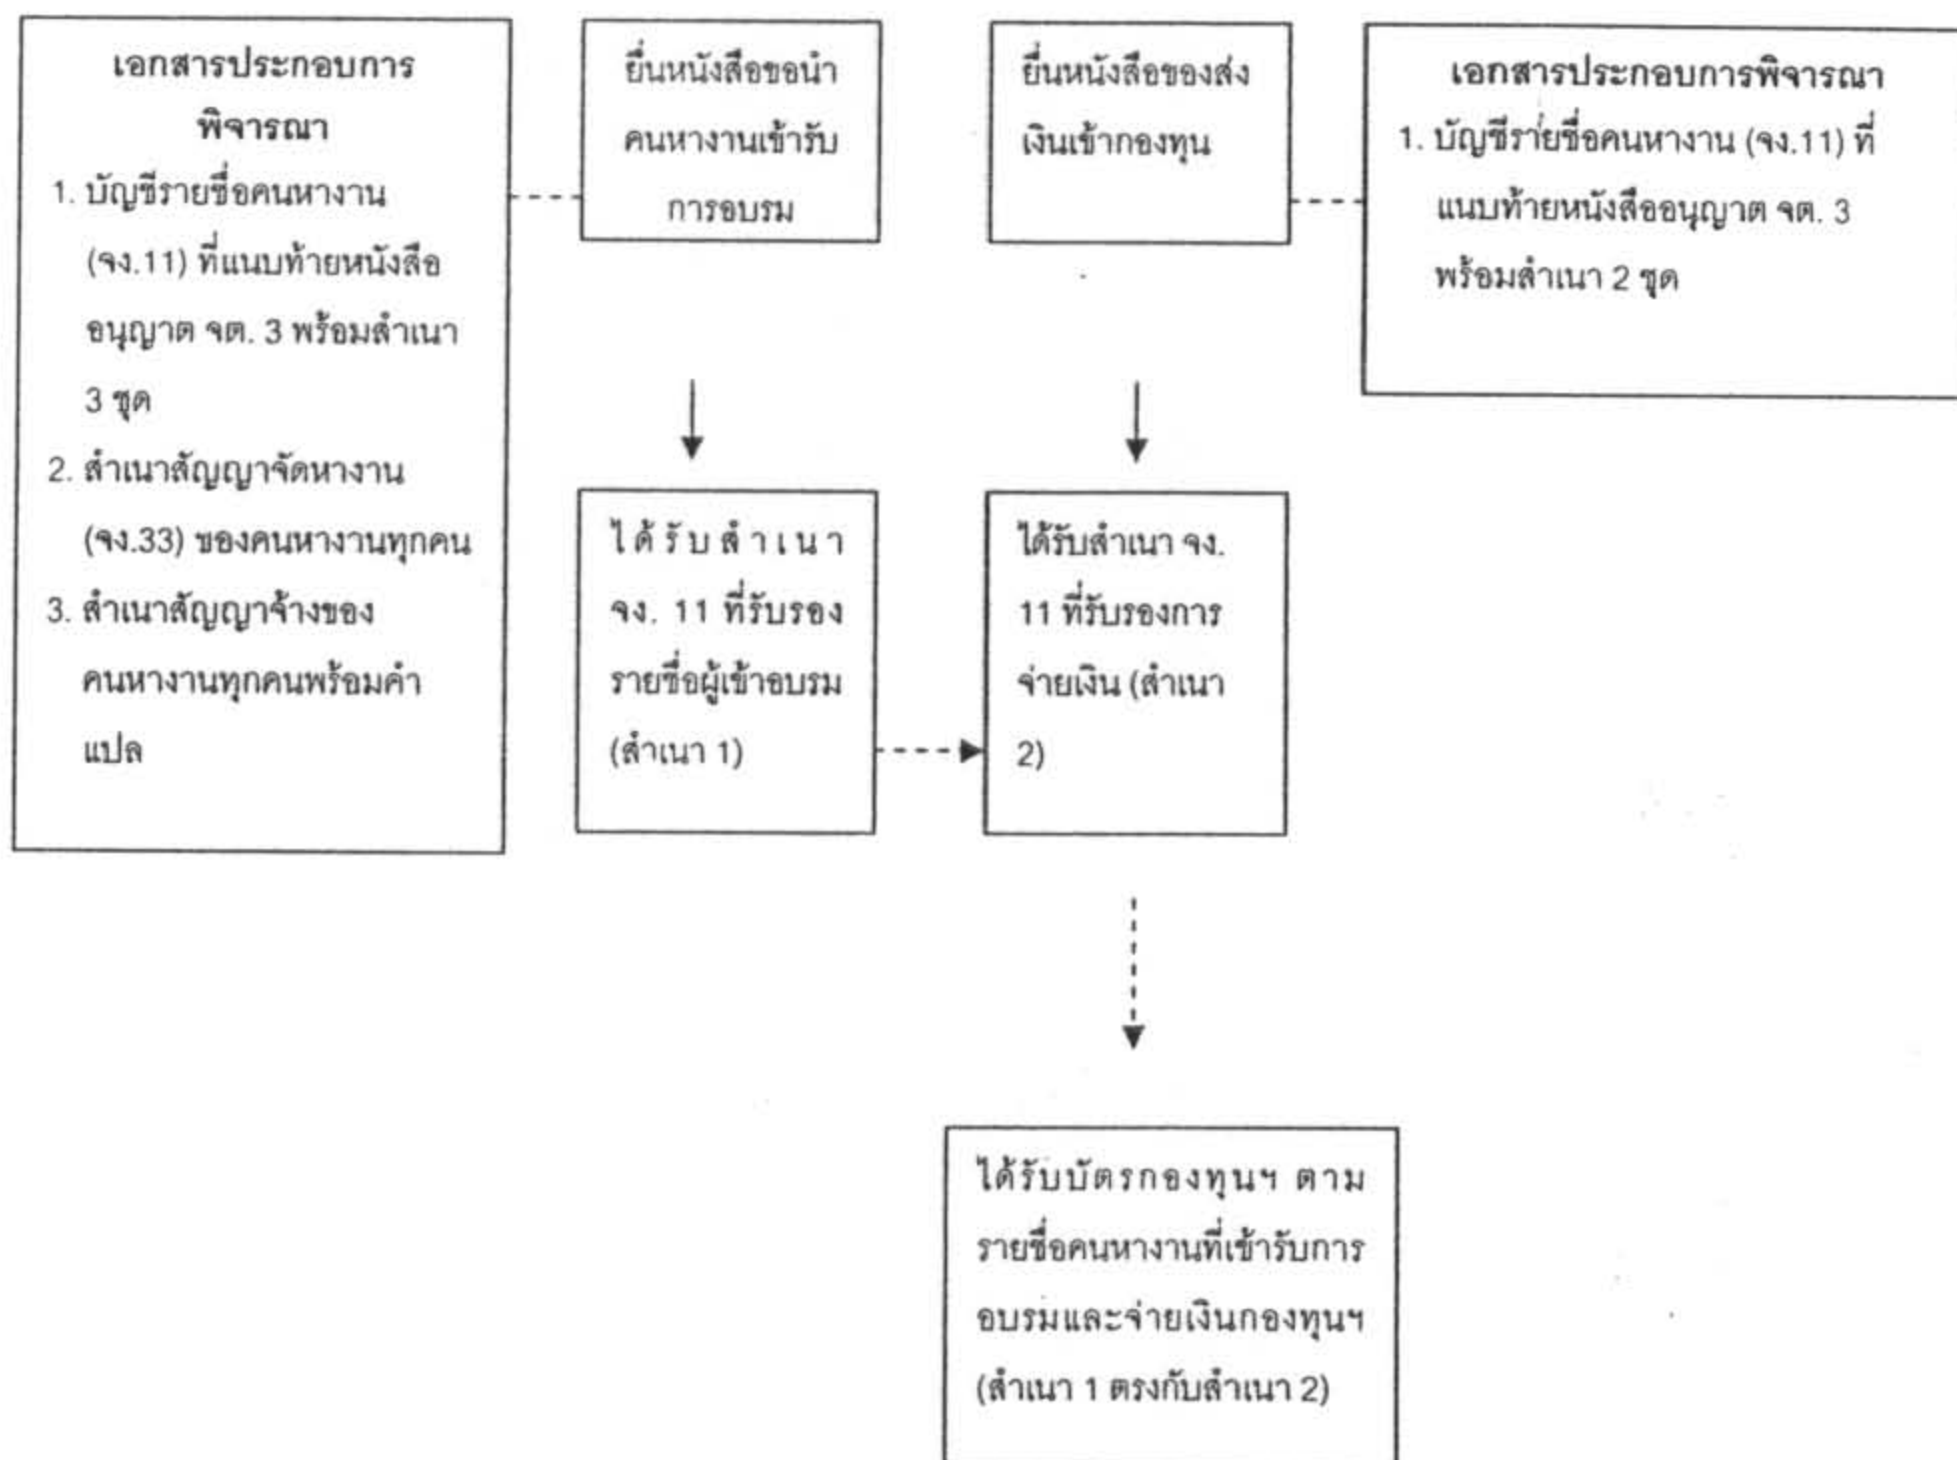 เอกสารประกอบการ
พิจารณา
1. บัญชีรายชื่อคนหางาน
(จง.11) ที่แนบท้ายหนังสือ
อนุญาต จต. 3 พร้อมสำเนา
3 ชุด
2. สำเนาสัญญาจัดหางาน
(จง.33) ของคนหางานทุกคน
3. สำเนาสัญญาจ้างของ
คนหางานทุกคนพร้อมคำ
แปล
ยื่นหนังสือขอนำ
คนหางานเข้ารับ
การอบรม
ยื่นหนังสือของส่ง
เงินเข้ากองทุน
เอกสารประกอบการพิจารณา
1. บัญชีรายชื่อคนหางาน (จง.11) ที่
แนบท้ายหนังสืออนุญาต จต. 3
พร้อมสำเนา 2 ชุด
ได้รับสำเนา
จง. 11 ที่รับรอง
รายชื่อผู้เข้าอบรม
(สำเนา 1)
ได้รับสำเนา จง.
11 ที่รับรองการ
จ่ายเงิน (สำเนา
2)
ได้รับบัตรกองทุนฯ ตาม
รายชื่อคนหางานที่เข้ารับการ
อบรมและจ่ายเงินกองทุนฯ
(สำเนา 1 ตรงกับสำเนา 2)